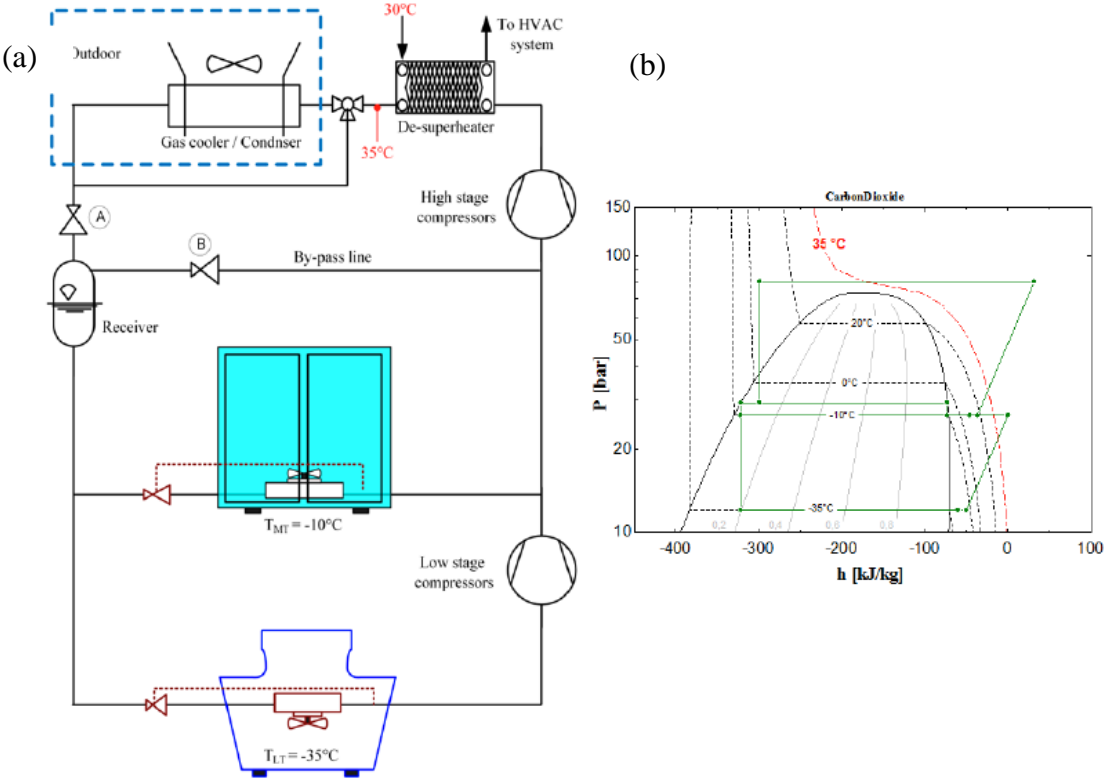 (a)
30°C
To HVAC
system
Outdoor
De-superheater
Gas cooler / Condnser
35°C
High stage
compressors
A
B
By-pass line
Receiver
T_MT = -10°C
Low stage
compressors
T_LT = -35°C
(b)
CarbonDioxide
150
35 °C
100
50
20°C
P [bar]
0°C
-10°C
20
-35°C
0,2 0,4 0,6 0,8
10
-400 -300 -200 -100 0 100
h [kJ/kg]